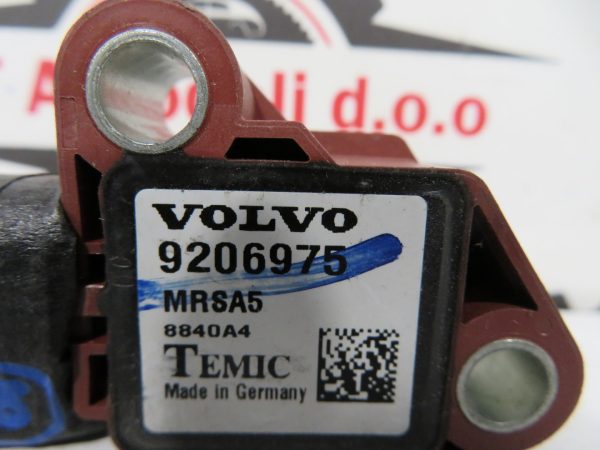 d.o.o
VOLVO
9206975
MRSA5
8840A4
TEMIC
Made in Germany